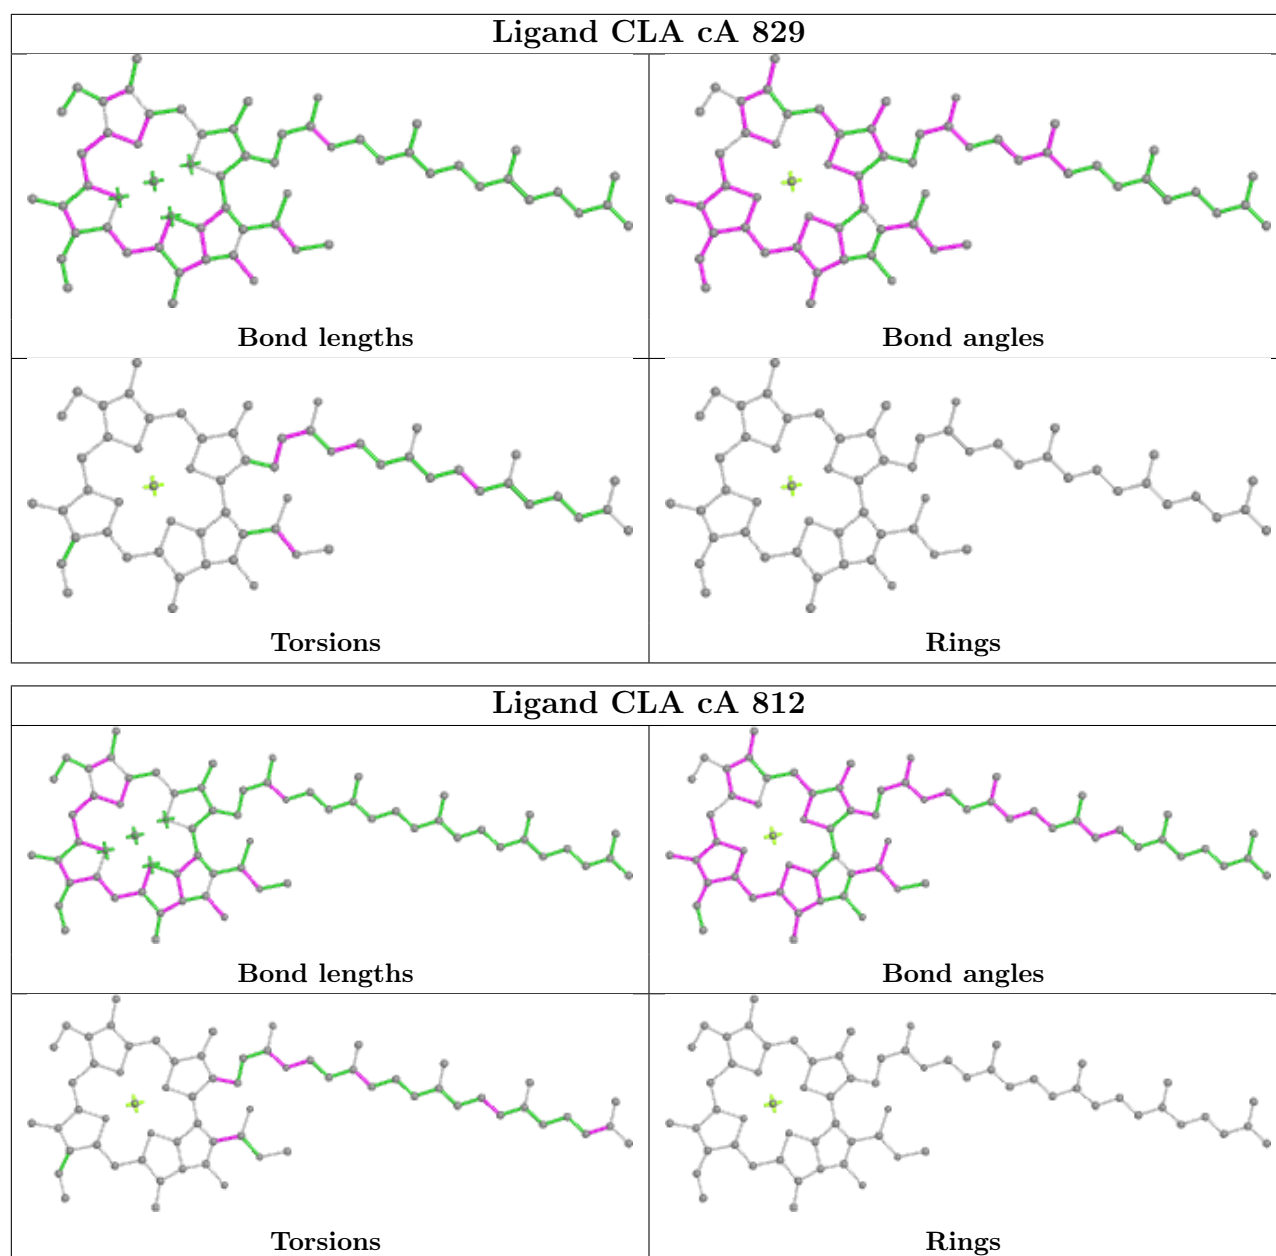 Ligand CLA cA 829
Bond lengths
Bond angles
Torsions
Rings
Ligand CLA cA 812
Bond lengths
Bond angles
Torsions
Rings